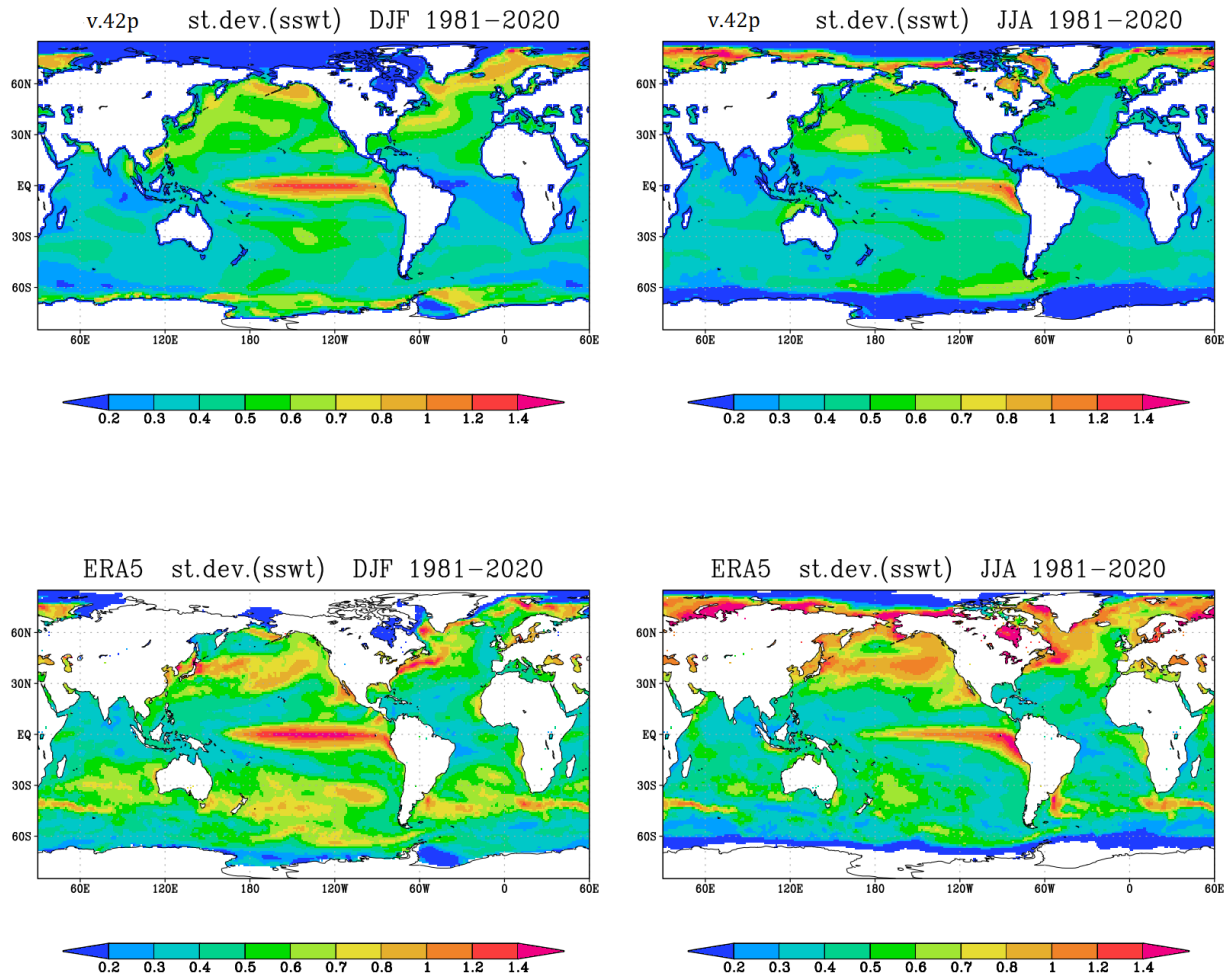 v.42p st.dev.(sswt) DJF 1981−2020
60N
30N
EQ
30S
60S
60E 120E 180 120W 60W 0 60E
0.2 0.3 0.4 0.5 0.6 0.7 0.8 1 1.2 1.4
v.42p st.dev.(sswt) JJA 1981−2020
60N
30N
EQ
30S
60S
60E 120E 180 120W 60W 0 60E
0.2 0.3 0.4 0.5 0.6 0.7 0.8 1 1.2 1.4
ERA5 st.dev.(sswt) DJF 1981−2020
60N
30N
EQ
30S
60S
60E 120E 180 120W 60W 0 60E
0.2 0.3 0.4 0.5 0.6 0.7 0.8 1 1.2 1.4
ERA5 st.dev.(sswt) JJA 1981−2020
60N
30N
EQ
30S
60S
60E 120E 180 120W 60W 0 60E
0.2 0.3 0.4 0.5 0.6 0.7 0.8 1 1.2 1.4